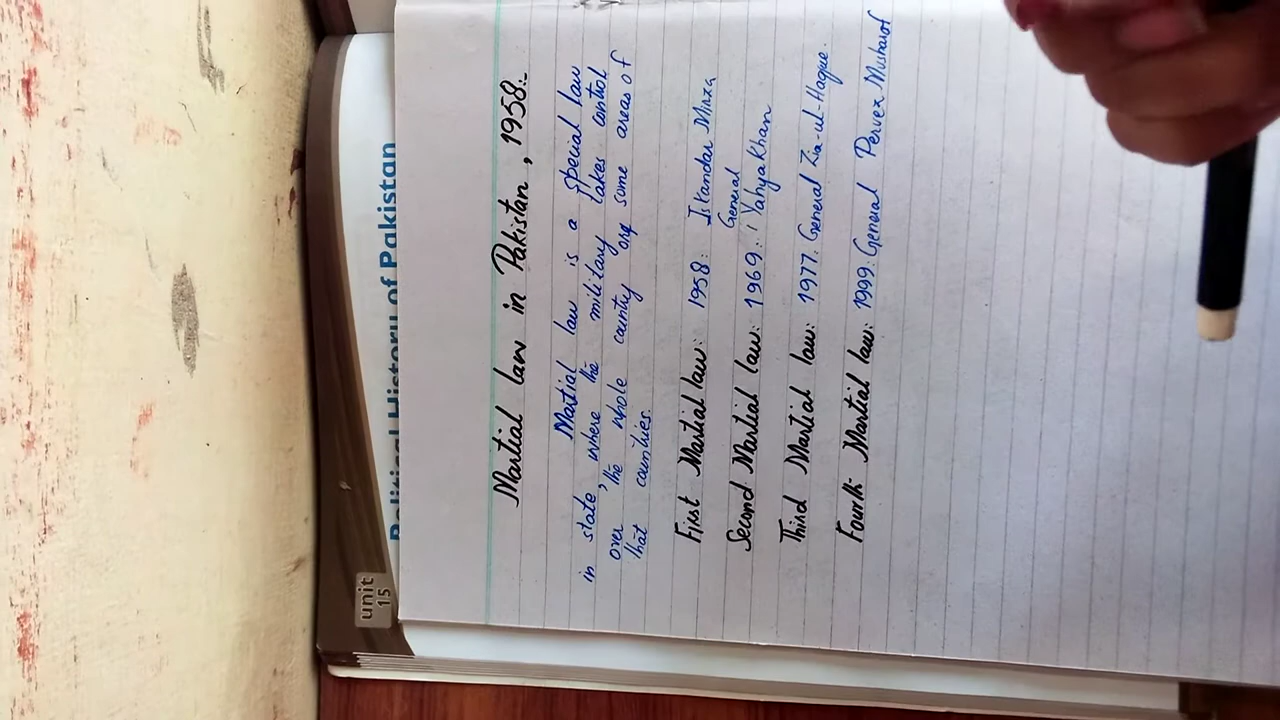 Political History of Pakistan
unit
15
Martial law in Pakistan, 1958:-
Martial law is a special law
in state, where the military takes control
over the whole country org some areas of
that countries.
First Martial law: 1958: Iskandar Mirza
General
Second Martial law: 1969: Yahya Khan
Third Martial law: 1977: General Zia-ul-Haque.
Fourth Martial law: 1999: General Pervez Musharof